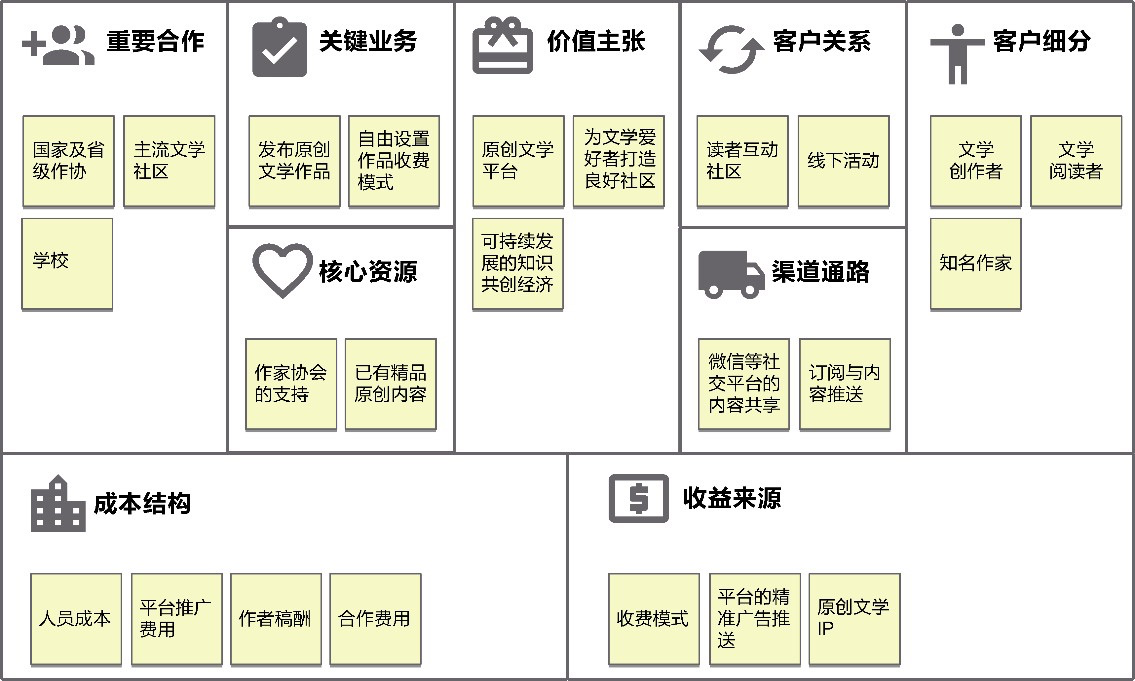 重要合作
国家及省
级作协
主流文学
社区
学校
关键业务
发布原创
文学作品
自由设置
作品收费
模式
核心资源
作家协会
的支持
已有精品
原创内容
价值主张
原创文学
平台
为文学爱
好者打造
良好社区
可持续发
展的知识
共创经济
客户关系
读者互动
社区
线下活动
渠道通路
微信等社
交平台的
内容共享
订阅与内
容推送
客户细分
文学
创作者
文学
阅读者
知名作家
成本结构
人员成本
平台推广
费用
作者稿酬
合作费用
收益来源
收费模式
平台的精
准广告推
送
原创文学
IP